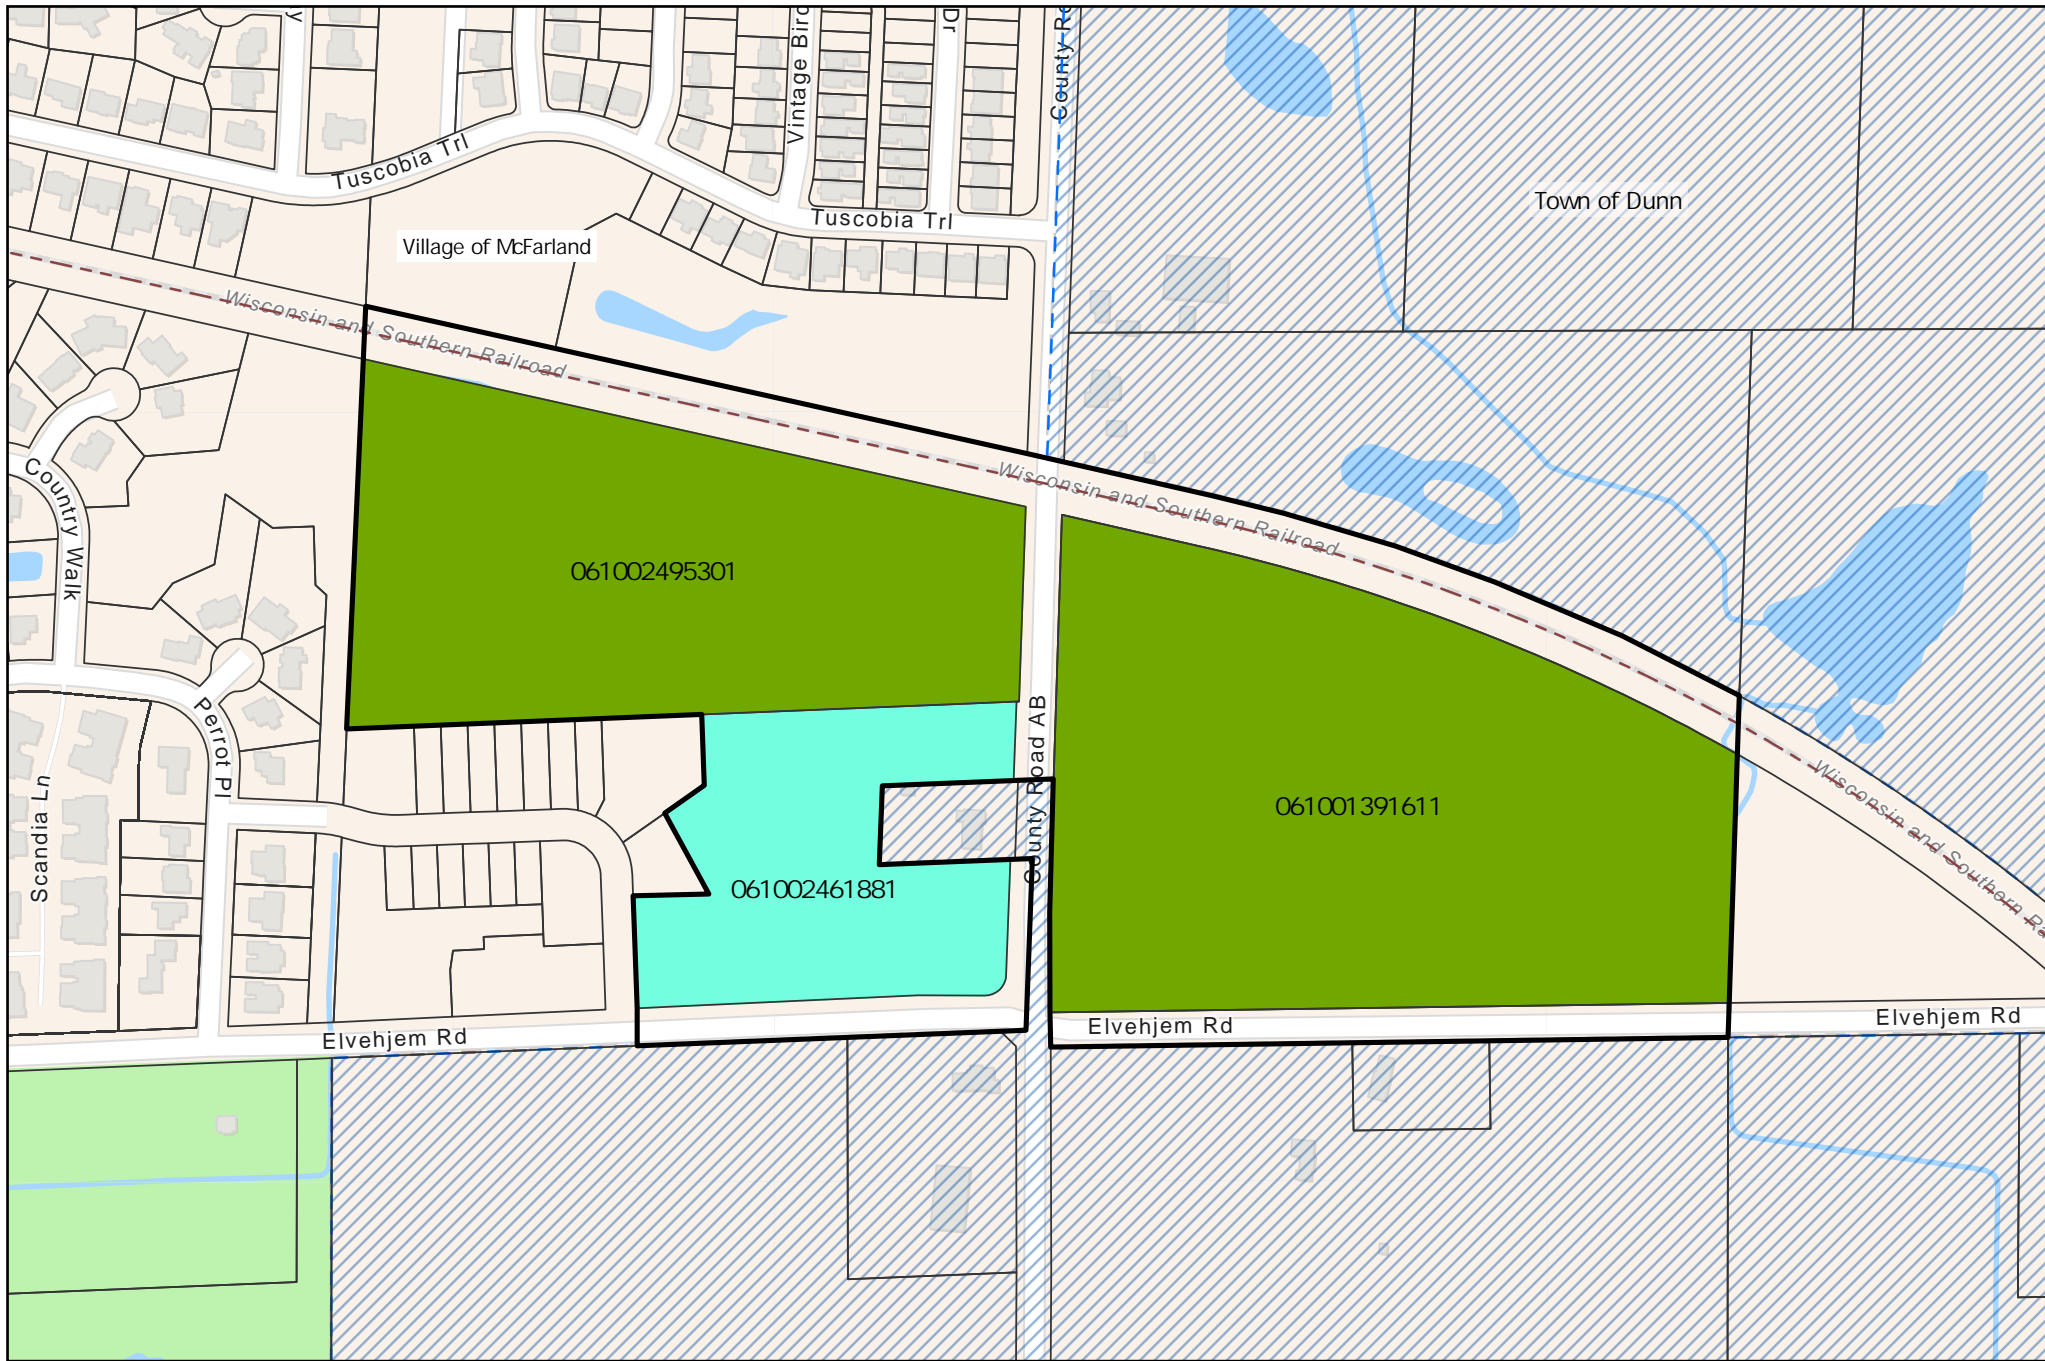 Vintage Bird
Dr
County Ro
Tuscobia Trl
Town of Dunn
Tuscobia Trl
Village of McFarland
Wisconsin and Southern Railroad
Wisconsin and Southern Railroad
Country Walk
061002495301
Perrot Pl
County Road AB
061001391611
Wisconsin and Southern Ra
Scandia Ln
061002461881
Elvehjem Rd
Elvehjem Rd
Elvehjem Rd